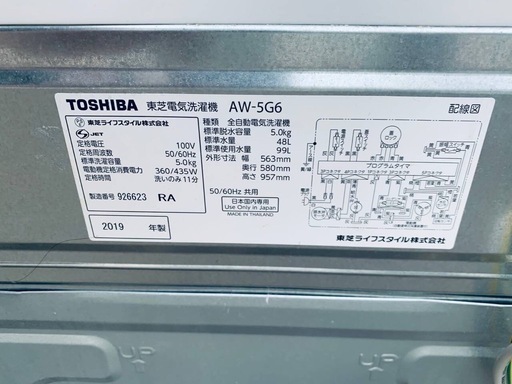 TOSHIBA 東芝電気洗濯機 AW-5G6 配線図
東芝ライフスタイル株式会社
JET
定格電圧 100V
定格周波数 50/60Hz
標準洗濯容量 5.0kg
電動機定格消費電力 360/435W
洗いのみ11分
製造番号 926623 RA
2019 年製
種類 全自動電気洗濯機
標準脱水容量 5.0kg
標準水量 48L
標準使用水量 99L
外形寸法 幅 563mm
奥行 580mm
高さ 957mm
50/60Hz 共用
日本国内専用
Use Only in Japan
MADE IN THAILAND
プログラムタイマ
東芝ライフスタイル株式会社
UP
UP